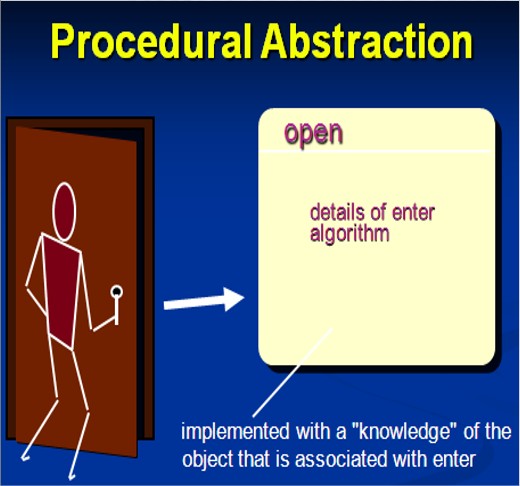 Procedural Abstraction
open
details of enter
algorithm
implemented with a "knowledge" of the
object that is associated with enter